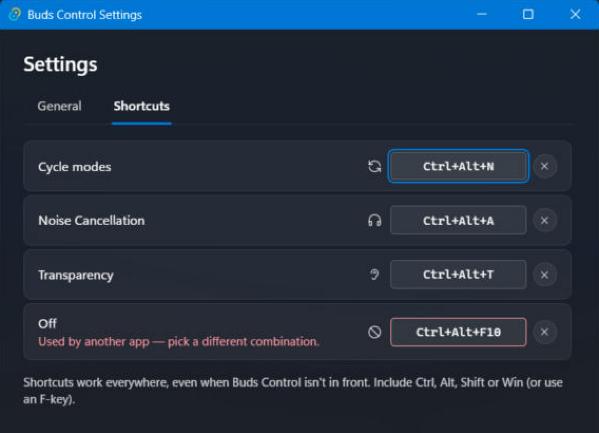 Buds Control Settings
Settings
General Shortcuts
Cycle modes Ctrl+Alt+N
Noise Cancellation Ctrl+Alt+A
Transparency Ctrl+Alt+T
Off
Used by another app — pick a different combination. Ctrl+Alt+F10
Shortcuts work everywhere, even when Buds Control isn't in front. Include Ctrl, Alt, Shift or Win (or use
an F-key).